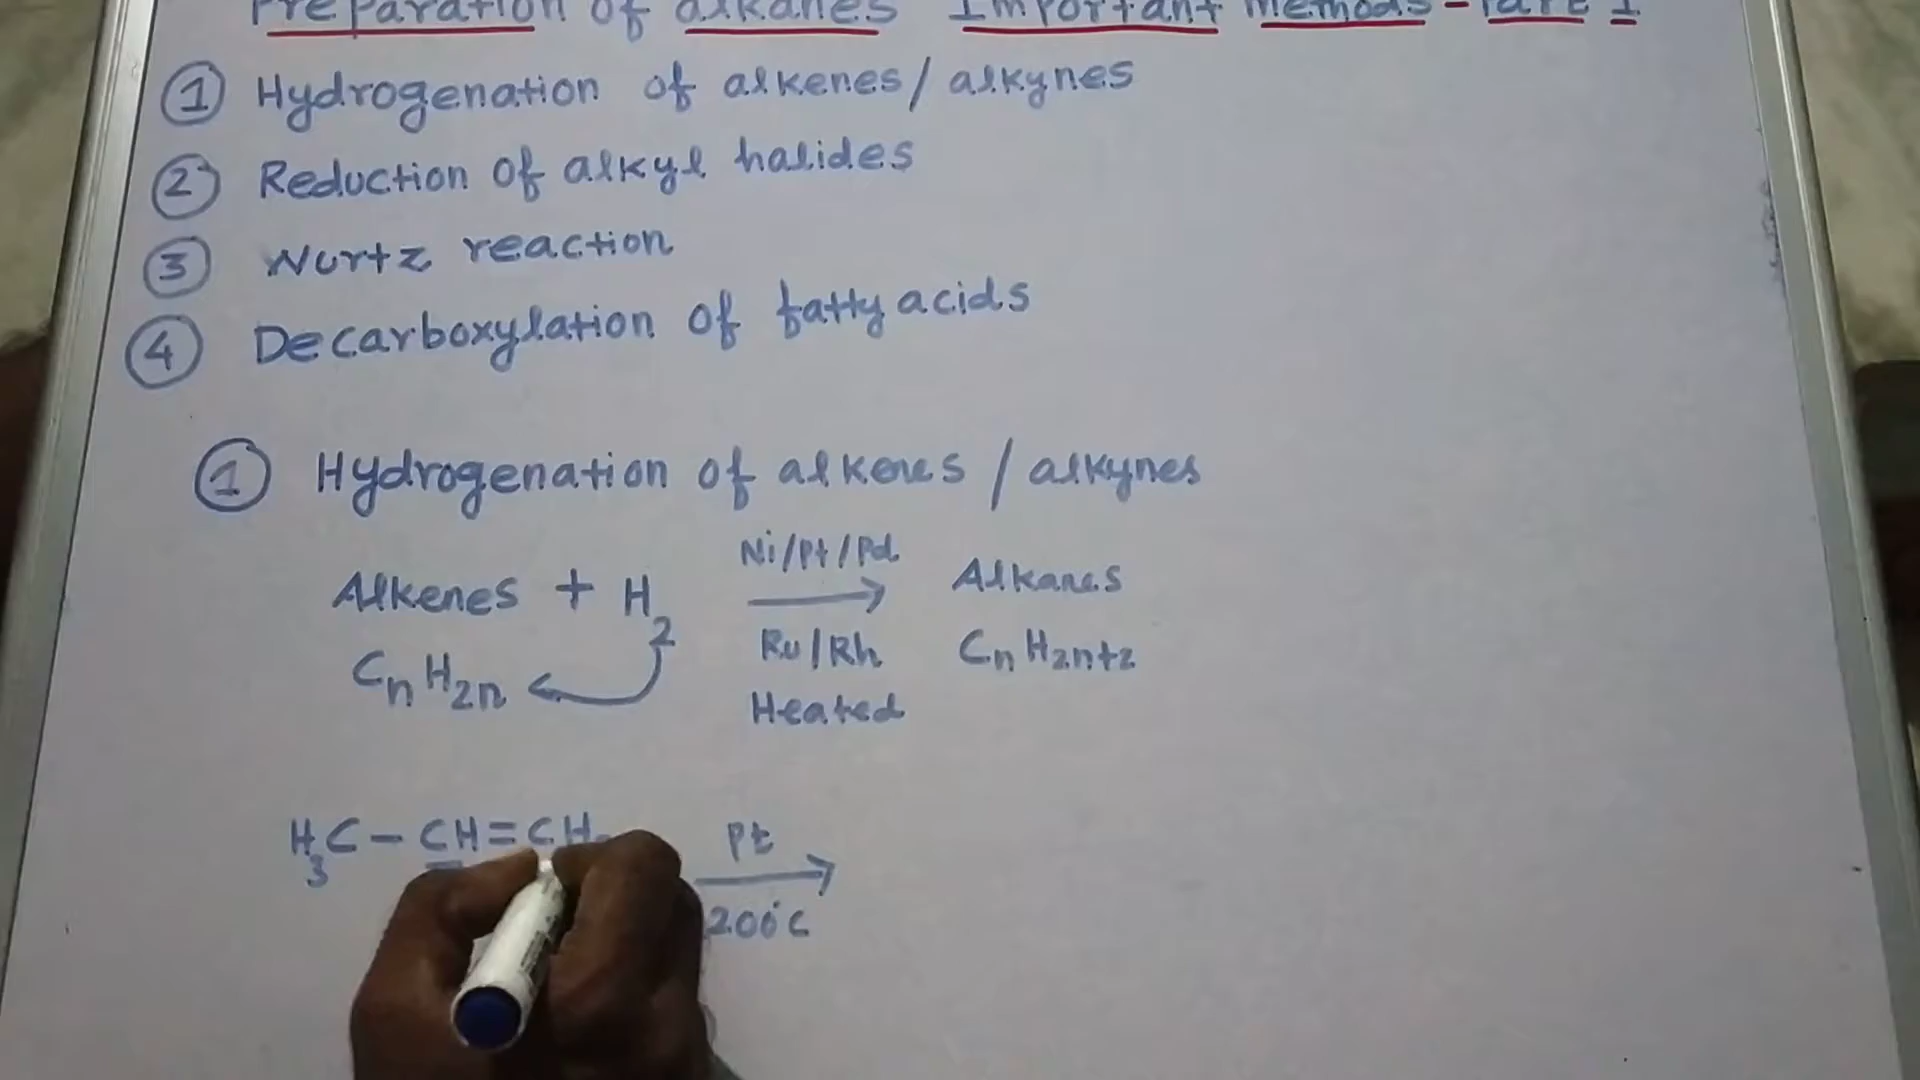 Preparation of alkanes Important methods - Part I
① Hydrogenation of alkenes / alkynes
② Reduction of alkyl halides
③ Wurtz reaction
④ Decarboxylation of fatty acids
① Hydrogenation of alkenes / alkynes
Alkenes + H2 Ni/Pt/Pd Alkanes
CnH2n Ru/Rh CnH2n+2
Heated
H3C - CH = CH Pt
200°C